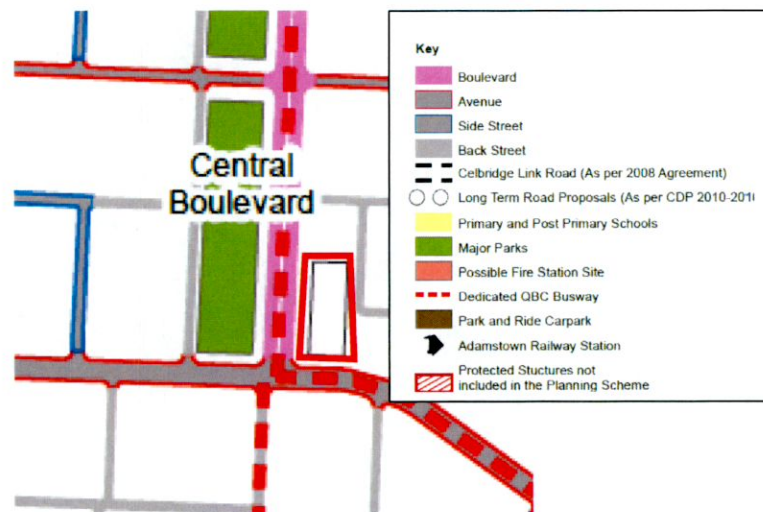 Central
Boulevard
Key
Boulevard
Avenue
Side Street
Back Street
Celbridge Link Road (As per 2008 Agreement)
Long Term Road Proposals (As per CDP 2010-2016
Primary and Post Primary Schools
Major Parks
Possible Fire Station Site
Dedicated QBC Busway
Park and Ride Carpark
Adamstown Railway Station
Protected Stuctures not
included in the Planning Scheme